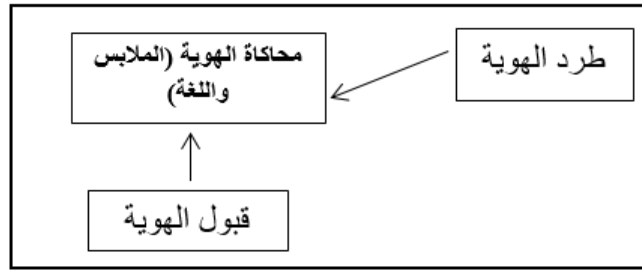 محاكاة الهوية (الملابس
واللغة)
طرد الهوية
قبول الهوية